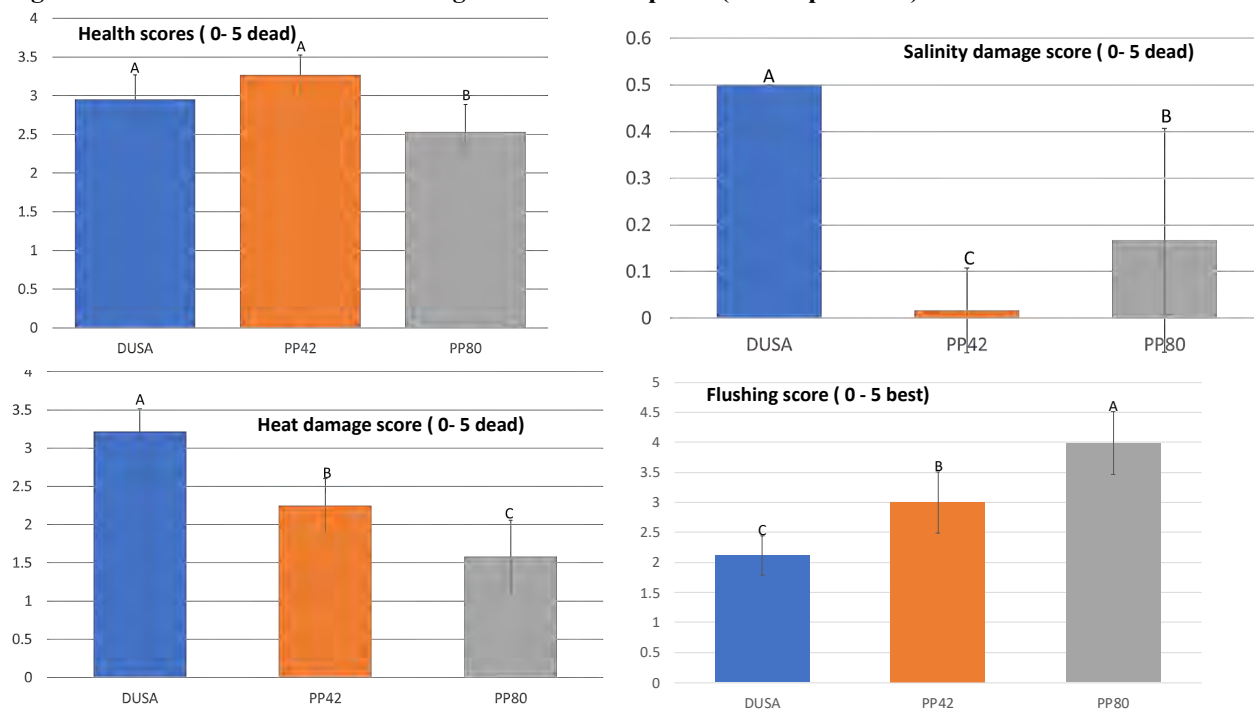 Health scores ( 0- 5 dead)
4
3.5
3
2.5
2
1.5
1
0.5
0
A
A
B
DUSA PP42 PP80
Salinity damage score ( 0- 5 dead)
0.6
0.5
0.4
0.3
0.2
0.1
0
A
C
B
DUSA PP42 PP80
Heat damage score ( 0- 5 dead)
4
3.5
3
2.5
2
1.5
1
0.5
0
A
B
C
DUSA PP42 PP80
Flushing score ( 0 - 5 best)
5
4.5
4
3.5
3
2.5
2
1.5
1
0.5
0
C
B
A
DUSA PP42 PP80